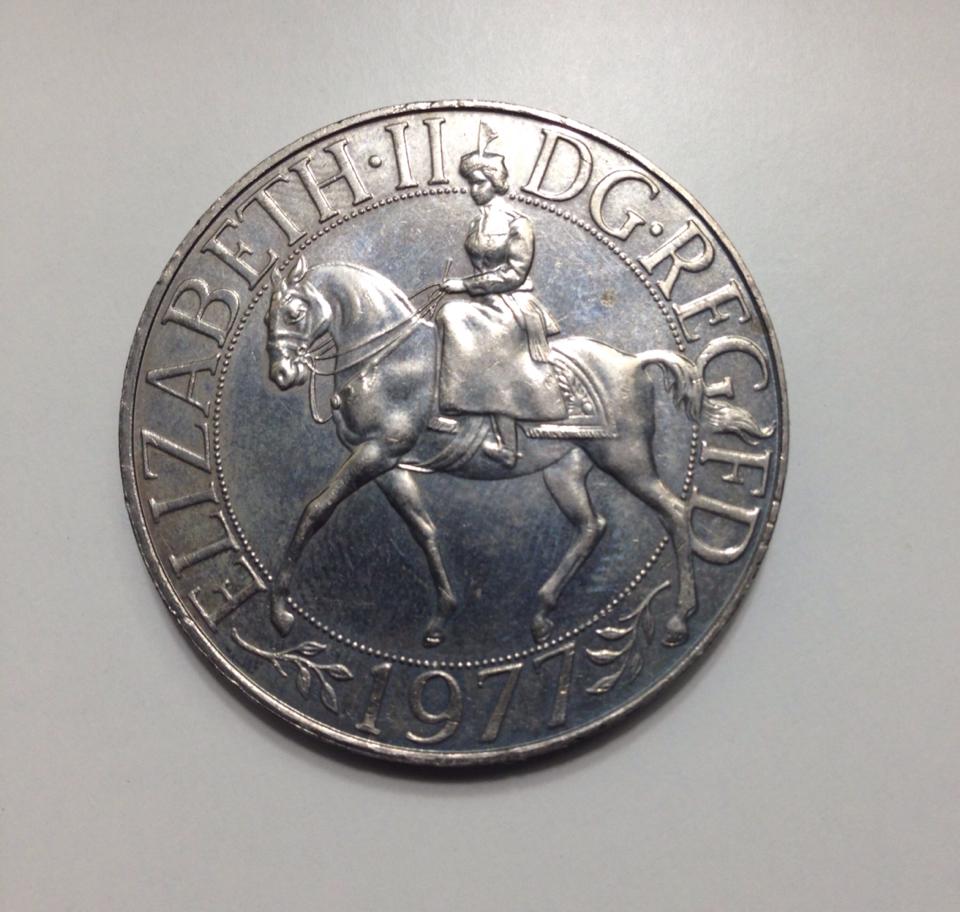 ELIZABETH·II DG·REG FD
1977